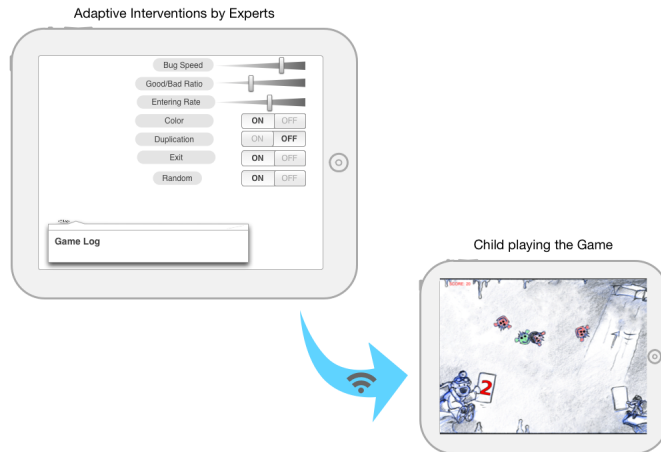 Adaptive Interventions by Experts
Bug Speed
Good/Bad Ratio
Entering Rate
Color ON OFF
Duplication ON OFF
Exit ON OFF
Random ON OFF
Game Log
Child playing the Game
2